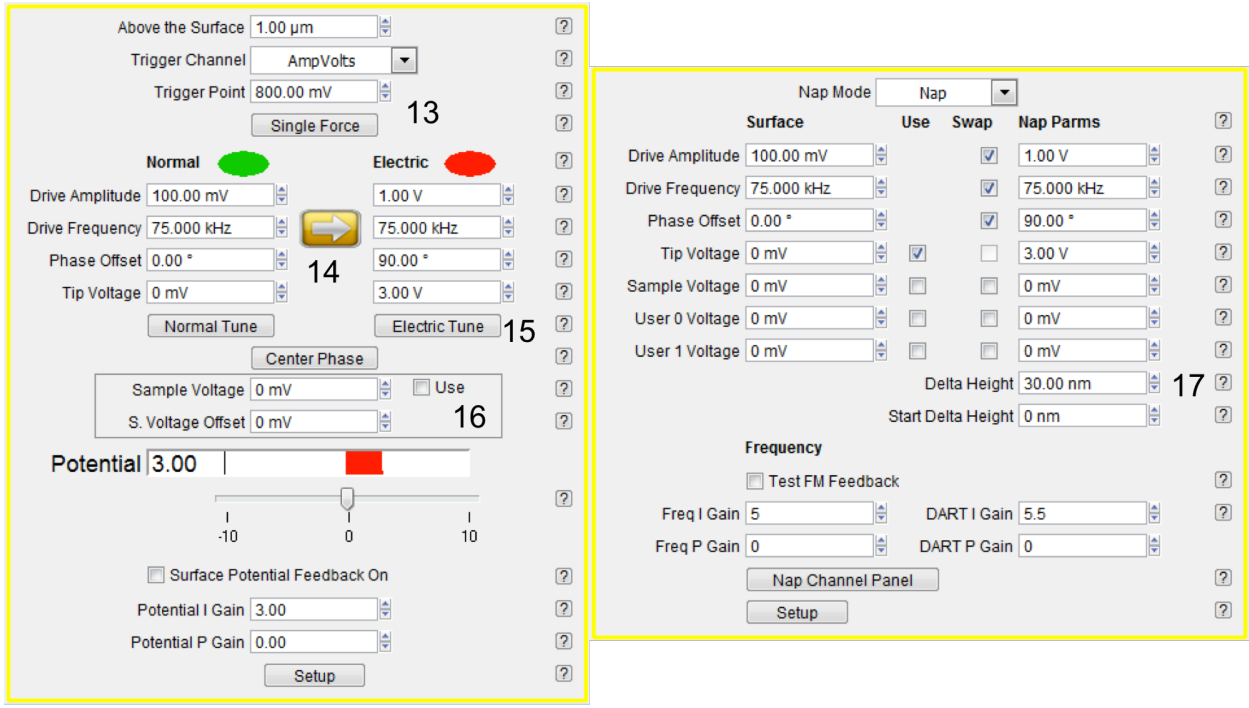 Above the Surface 1.00 µm ?
Trigger Channel AmpVolts ?
Trigger Point 800.00 mV ?
13
Single Force ?
Normal Electric ?
Drive Amplitude 100.00 mV 1.00 V ?
Drive Frequency 75.000 kHz 75.000 kHz ?
Phase Offset 0.00 ° 14 90.00 ° ?
Tip Voltage 0 mV 3.00 V ?
Normal Tune Electric Tune 15 ?
Center Phase ?
Sample Voltage 0 mV Use ?
S. Voltage Offset 0 mV 16 ?
Potential 3.00
?
-10 0 10
Surface Potential Feedback On ?
Potential I Gain 3.00 ?
Potential P Gain 0.00 ?
Setup ?
Nap Mode Nap
Surface Use Swap Nap Parms ?
Drive Amplitude 100.00 mV 1.00 V ?
Drive Frequency 75.000 kHz 75.000 kHz ?
Phase Offset 0.00 ° 90.00 ° ?
Tip Voltage 0 mV 3.00 V ?
Sample Voltage 0 mV 0 mV ?
User 0 Voltage 0 mV 0 mV ?
User 1 Voltage 0 mV 0 mV ?
Delta Height 30.00 nm 17 ?
Start Delta Height 0 nm ?
Frequency
Test FM Feedback ?
Freq I Gain 5 DART I Gain 5.5 ?
Freq P Gain 0 DART P Gain 0
Nap Channel Panel ?
Setup ?